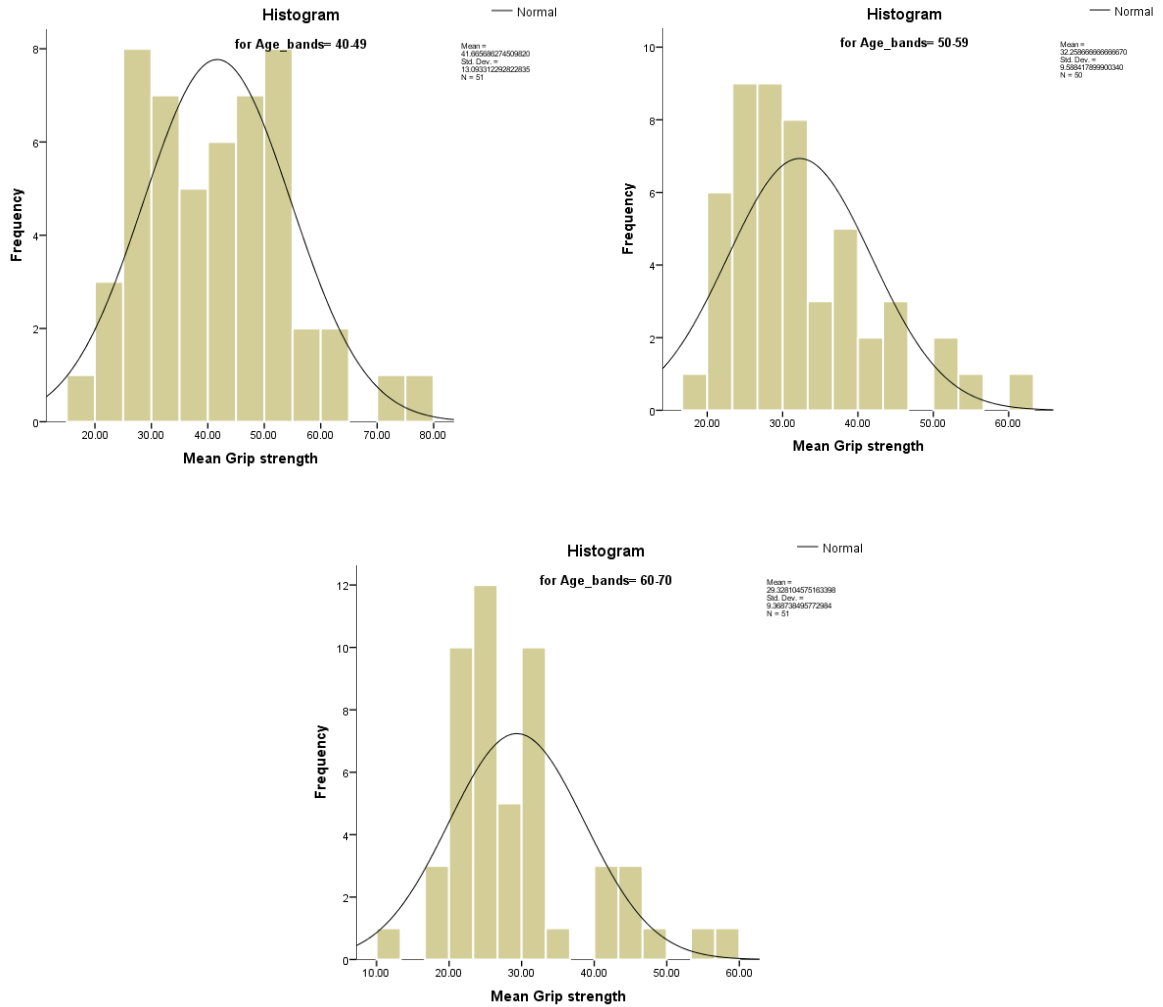 Histogram
Normal
for Age_bands= 40-49
Mean =
41.665686274509820
Std. Dev. =
13.093312292822835
N = 51
8
6
4
2
0
Frequency
20.00 30.00 40.00 50.00 60.00 70.00 80.00
Mean Grip strength
Histogram
Normal
for Age_bands= 50-59
Mean =
32.258666666666670
Std. Dev. =
9.588417899900340
N = 50
10
8
6
4
2
0
Frequency
20.00 30.00 40.00 50.00 60.00
Mean Grip strength
Histogram
Normal
for Age_bands= 60-70
Mean =
29.328104575163398
Std. Dev. =
9.368738495772984
N = 51
12
10
8
6
4
2
0
Frequency
10.00 20.00 30.00 40.00 50.00 60.00
Mean Grip strength